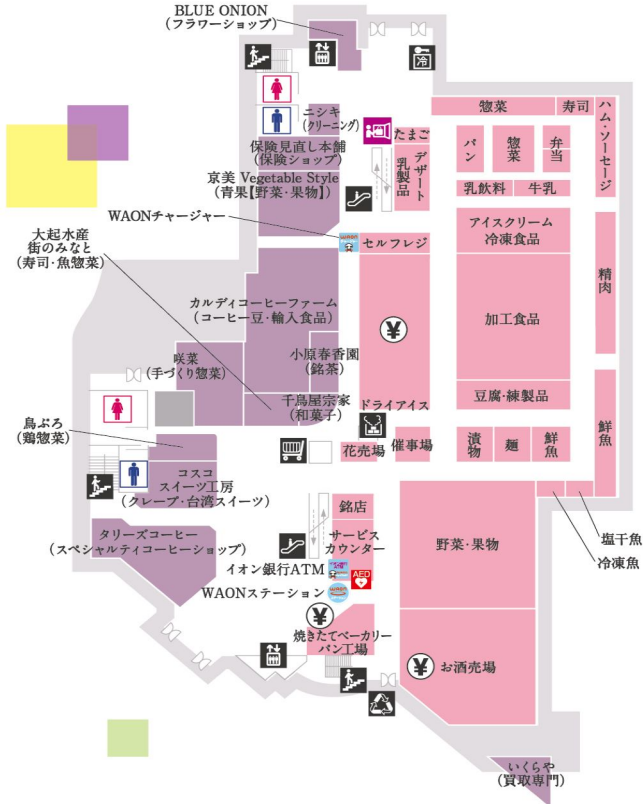 BLUE ONION
(フラワーショップ)
冷
ニシキ
(クリーニング)
保険見直し本舗
(保険ショップ)
京美 Vegetable Style
(青果【野菜・果物】)
WAONチャージャー
大起水産
街のみなと
(寿司・魚惣菜)
カルディコーヒーファーム
(コーヒー豆・輸入食品)
咲菜
(手づくり惣菜)
小原春香園
(銘茶)
千鳥屋宗家
(和菓子)
鳥ぶろ
(鶏惣菜)
コスコ
スイーツ工房
(クレープ・台湾スイーツ)
タリーズコーヒー
(スペシャルティコーヒーショップ)
惣菜
寿司
ハム・ソーセージ
たまご
乳製品
デザート
パン
惣菜
弁当
乳飲料
牛乳
セルフレジ
アイスクリーム
冷凍食品
精肉
¥
加工食品
豆腐・練製品
ドライアイス
花売場
催事場
漬物
麺
鮮魚
鮮魚
銘店
サービス
カウンター
野菜・果物
塩干魚
冷凍魚
イオン銀行ATM
AED
WAONステーション
waon
¥
焼きたてベーカリー
パン工場
¥
お酒売場
いくらや
(買取専門)